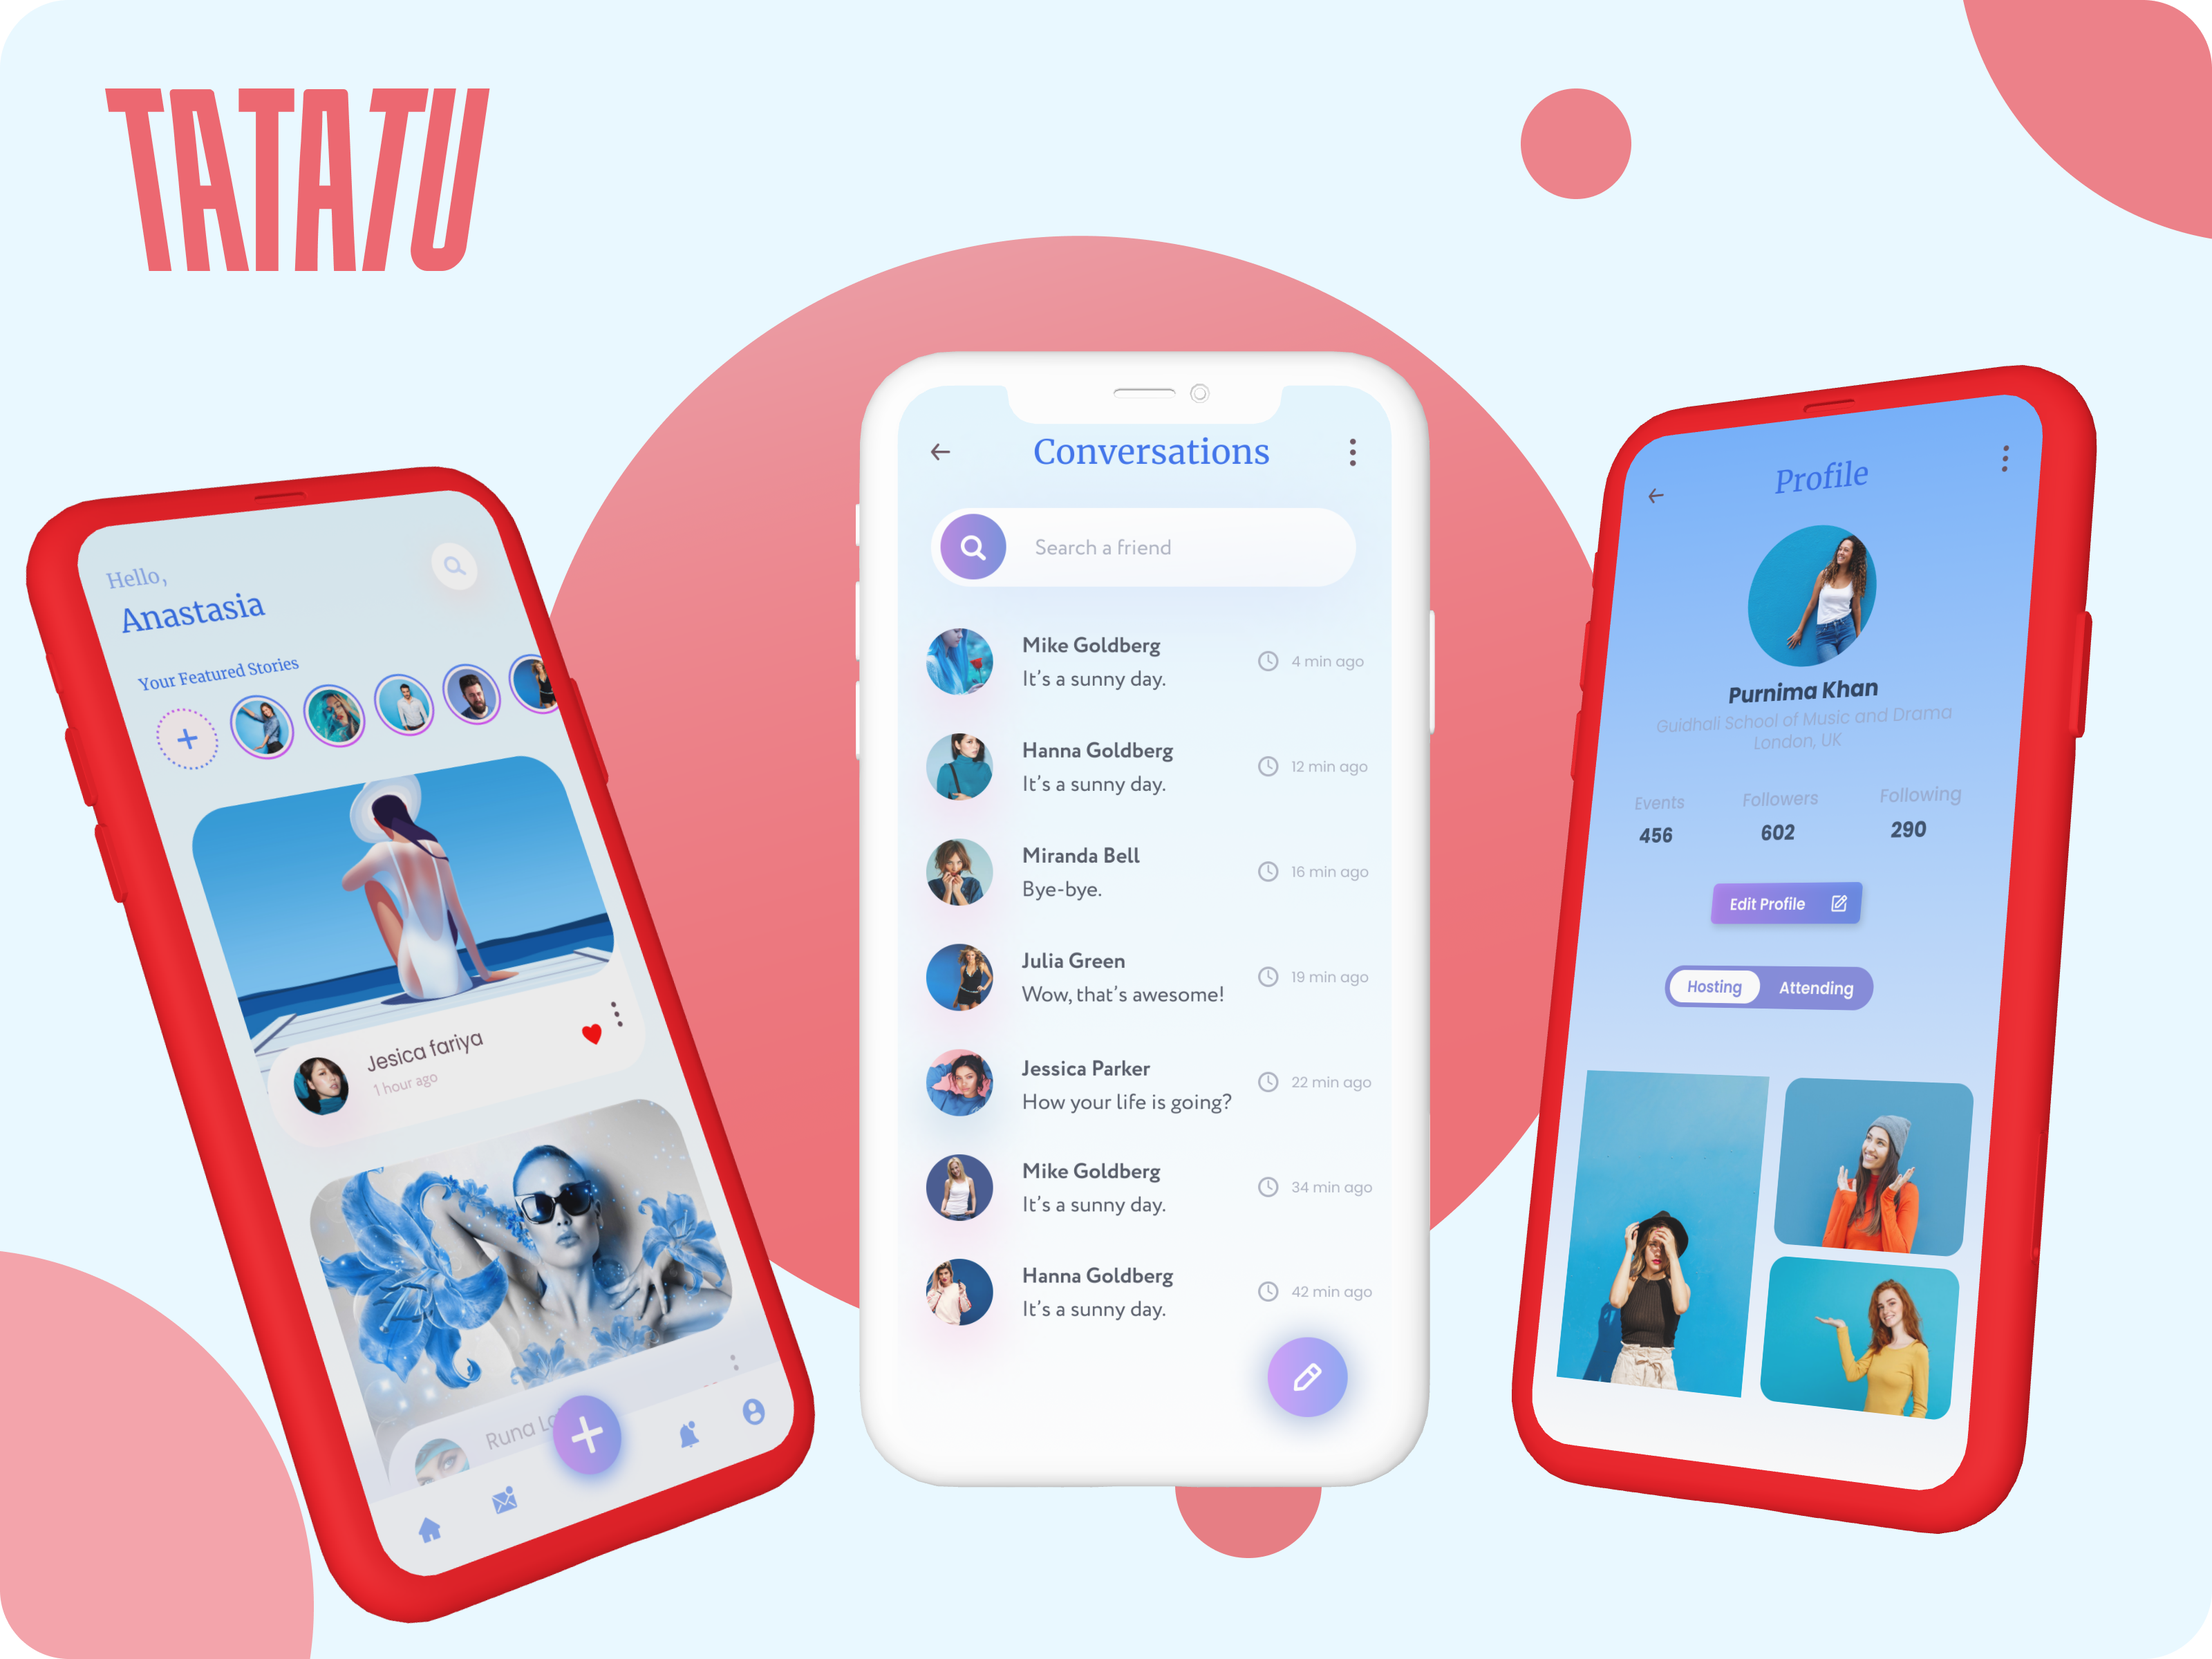 TATATU
Hello,
Anastasia
Your Featured Stories
Jesica fariya
1 hour ago
Runa
Conversations
Search a friend
Mike Goldberg
It's a sunny day.
4 min ago
Hanna Goldberg
It's a sunny day.
12 min ago
Miranda Bell
Bye-bye.
16 min ago
Julia Green
Wow, that's awesome!
19 min ago
Jessica Parker
How your life is going?
22 min ago
Mike Goldberg
It's a sunny day.
34 min ago
Hanna Goldberg
It's a sunny day.
42 min ago
Profile
Purnima Khan
Guidhali School of Music and Drama
London, UK
Events Followers Following
456 602 290
Edit Profile
Hosting Attending